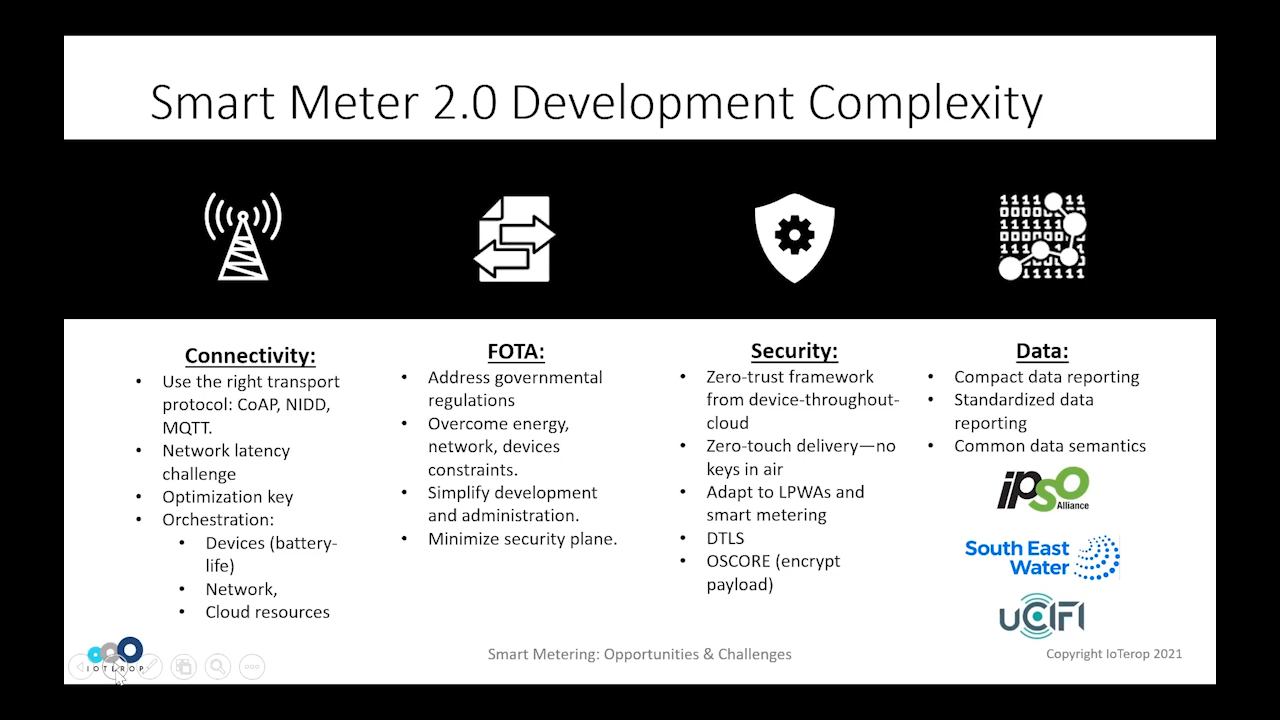 Smart Meter 2.0 Development Complexity
Connectivity:
• Use the right transport
protocol: CoAP, NIDD,
MQTT.
• Network latency
challenge
• Optimization key
• Orchestration:
• Devices (battery-
life)
• Network,
• Cloud resources
FOTA:
• Address governmental
regulations
• Overcome energy,
network, devices
constraints.
• Simplify development
and administration.
• Minimize security plane.
Security:
• Zero-trust framework
from device-throughout-
cloud
• Zero-touch delivery—no
keys in air
• Adapt to LPWAs and
smart metering
• DTLS
• OSCORE (encrypt
payload)
Data:
• Compact data reporting
• Standardized data
reporting
• Common data semantics
ipso
Alliance
South East
Water
uCIFI
IOTEROP
Smart Metering: Opportunities & Challenges
Copyright IoTerop 2021